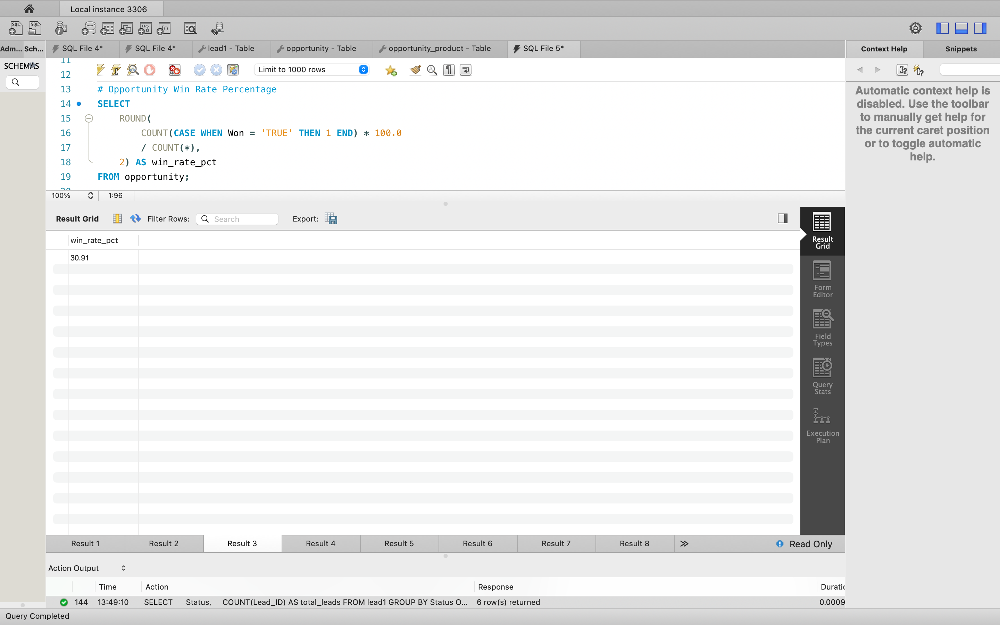 Local instance 3306
Adm... Sch... SQL File 4* SQL File 4* lead1 - Table opportunity - Table opportunity_product - Table SQL File 5* Context Help Snippets
SCHEMAS
Limit to 1000 rows
11
12
13 # Opportunity Win Rate Percentage
14 SELECT
15 ROUND(
16 COUNT(CASE WHEN Won = 'TRUE' THEN 1 END) * 100.0
17 / COUNT(*),
18 2) AS win_rate_pct
19 FROM opportunity;
20
100% 1:96
Automatic context help is
disabled. Use the toolbar
to manually get help for
the current caret position
or to toggle automatic
help.
Result Grid Filter Rows: Search Export:
win_rate_pct
30.91
Result
Grid
Form
Editor
Field
Types
Query
Stats
Execution
Plan
Result 1 Result 2 Result 3 Result 4 Result 5 Result 6 Result 7 Result 8 Read Only
Action Output
Time Action Response Duratio
144 13:49:10 SELECT Status, COUNT(Lead_ID) AS total_leads FROM lead1 GROUP BY Status O... 6 row(s) returned 0.0009
Query Completed